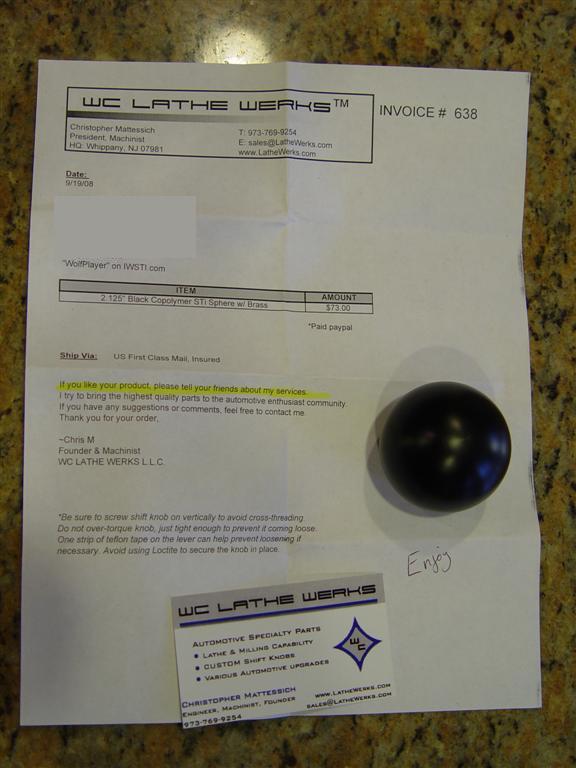 WC LATHE WERKS™
INVOICE # 638
Christopher Mattessich
President, Machinist
HQ: Whippany, NJ 07981
T: 973-769-9254
E: sales@LatheWerks.com
www.LatheWerks.com
Date:
9/19/08
"WolfPlayer" on IWSTI.com
ITEM AMOUNT
2.125" Black Copolymer STi Sphere w/ Brass $73.00
*Paid paypal
Ship Via: US First Class Mail, Insured
If you like your product, please tell your friends about my services.
I try to bring the highest quality parts to the automotive enthusiast community.
If you have any suggestions or comments, feel free to contact me.
Thank you for your order,
~Chris M
Founder & Machinist
WC LATHE WERKS L.L.C.
*Be sure to screw shift knob on vertically to avoid cross-threading.
Do not over-torque knob, just tight enough to prevent it coming loose.
One strip of teflon tape on the lever can help prevent loosening if
necessary. Avoid using Loctite to secure the knob in place.
Enjoy
WC LATHE WERKS
AUTOMOTIVE SPECIALTY PARTS
• LATHE & MILLING CAPABILITY
• CUSTOM SHIFT KNOBS
• VARIOUS AUTOMOTIVE UPGRADES
WC
CHRISTOPHER MATTESSICH
ENGINEER, MACHINIST, FOUNDER
973-769-9254
WWW.LATHEWERKS.COM
SALES@LATHEWERKS.COM